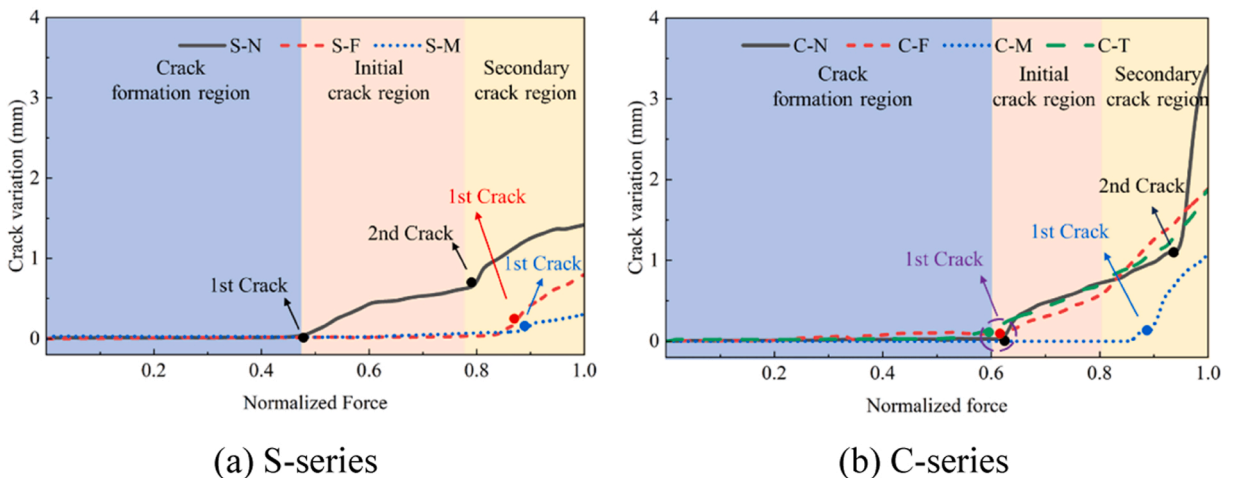 4
3
2
1
0
Crack variation (mm)
S-N S-F S-M
Crack
formation region
Initial
crack region
Secondary
crack region
1st Crack
2nd Crack
1st Crack
1st Crack
0.2 0.4 0.6 0.8 1.0
Normalized Force
(a) S-series
4
3
2
1
0
Crack variation (mm)
C-N C-F C-M C-T
Crack
formation region
Initial
crack region
Secondary
crack region
1st Crack
1st Crack
2nd Crack
0.2 0.4 0.6 0.8 1.0
Normalized force
(b) C-series